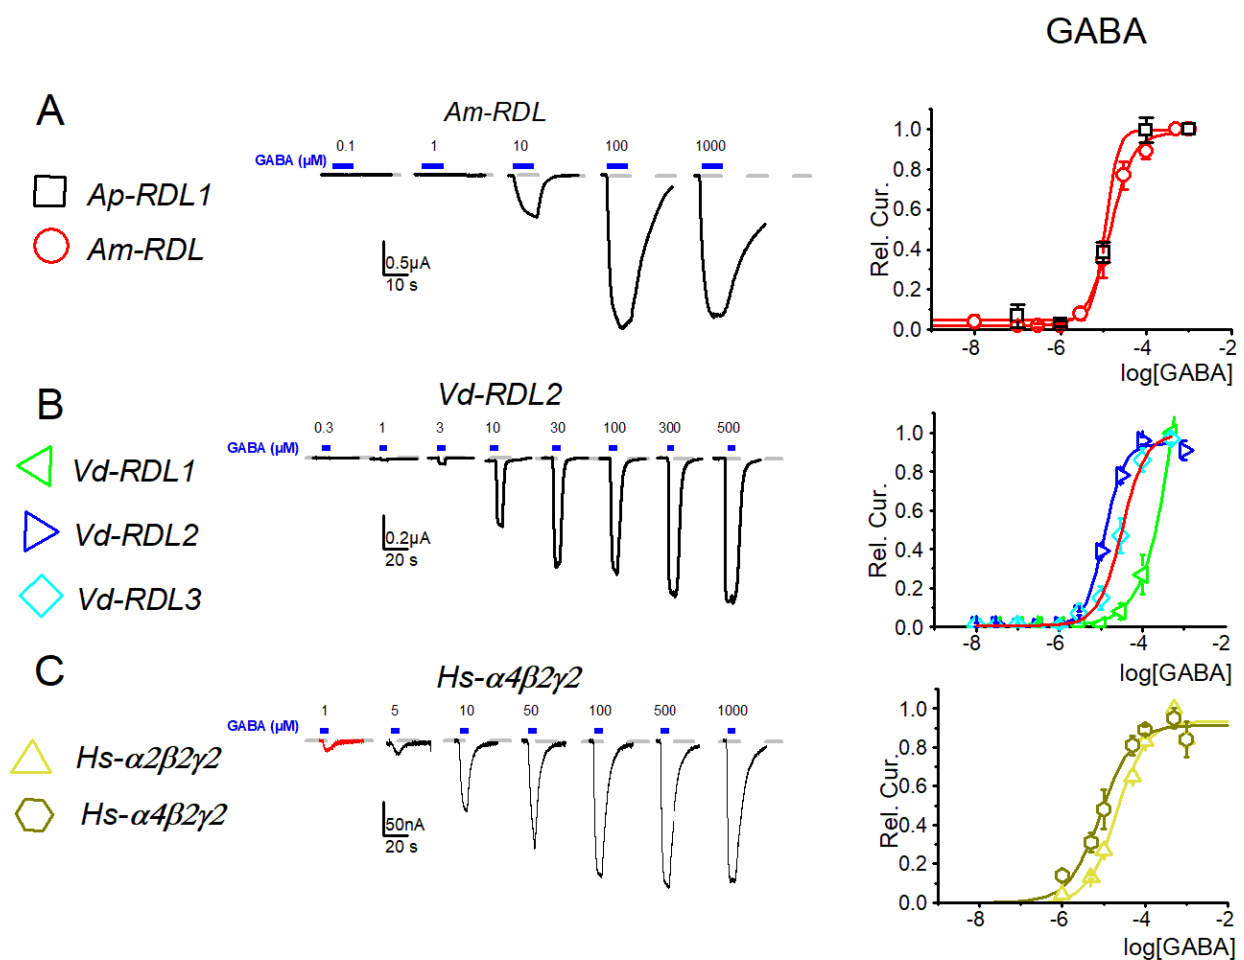 GABA
A
Am-RDL
GABA (µM) 0.1 1 10 100 1000
Ap-RDL1
Am-RDL
0.5µA
10 s
Rel. Cur.
1.0
0.8
0.6
0.4
0.2
0.0
-8 -6 -4 -2
log[GABA]
B
Vd-RDL2
GABA (µM) 0.3 1 3 10 30 100 300 500
Vd-RDL1
Vd-RDL2
Vd-RDL3
0.2µA
20 s
Rel. Cur.
1.0
0.8
0.6
0.4
0.2
0.0
-8 -6 -4 -2
log[GABA]
C
Hs-α4β2γ2
GABA (µM) 1 5 10 50 100 500 1000
Hs-α2β2γ2
Hs-α4β2γ2
50nA
20 s
Rel. Cur.
1.0
0.8
0.6
0.4
0.2
0.0
-8 -6 -4 -2
log[GABA]